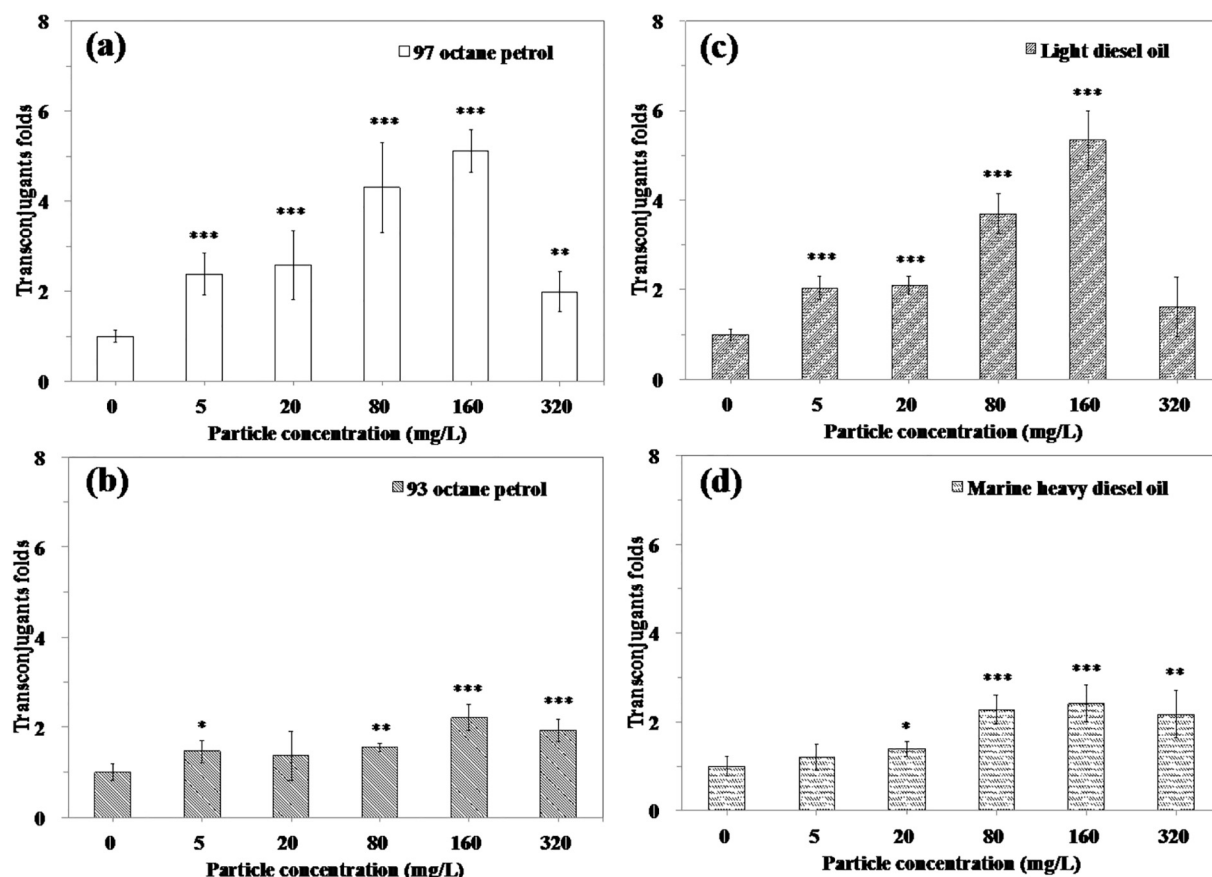 (a)
97 octane petrol
Transconjugants folds
8
6
4
2
0
***
***
***
***
**
0 5 20 80 160 320
Particle concentration (mg/L)
(c)
Light diesel oil
Transconjugants folds
8
6
4
2
0
***
***
***
***
0 5 20 80 160 320
Particle concentration (mg/L)
(b)
93 octane petrol
Transconjugants folds
8
6
4
2
0
*
**
***
***
0 5 20 80 160 320
Particle concentration (mg/L)
(d)
Marine heavy diesel oil
Transconjugants folds
8
6
4
2
0
*
***
***
**
0 5 20 80 160 320
Particle concentration (mg/L)